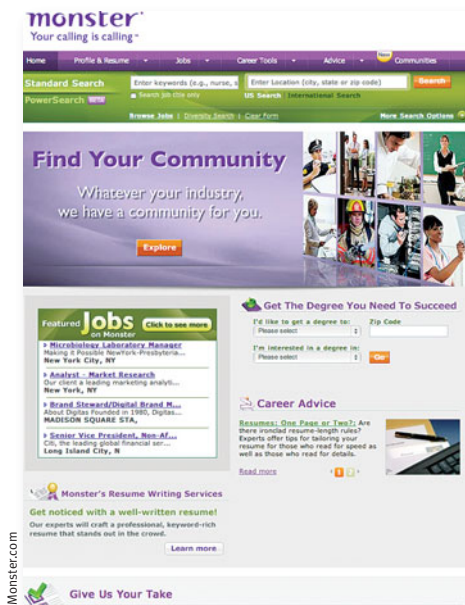 monster
Your calling is calling
Home Profile & Resume Jobs Career Tools Advice New Communities
Standard Search Enter keywords (e.g., nurse, s Enter Location (city, state or zip code) Search
PowerSearch BETA Search job title only US Search | International Search
Browse Jobs | Diversity Search | Clear Form More Search Options
Find Your Community
Whatever your industry,
we have a community for you.
Explore
Featured Jobs on Monster Click to see more
Microbiology Laboratory Manager
Making it Possible NewYork-Presbyteria...
New York City, NY
Analyst - Market Research
Our client a leading marketing analyti...
New York, NY
Brand Steward/Digital Brand M...
About Digitas Founded in 1980, Digitas...
MADISON SQUARE STA,
Senior Vice President, Non-Af...
Citi, the leading global financial ser...
Long Island City, N
Get The Degree You Need To Succeed
I'd like to get a degree to: Zip Code
Please select
I'm interested in a degree in:
Please select Go
Career Advice
Resumes: One Page or Two?: Are
there ironclad resume-length rules?
Experts offer tips for tailoring your
resume for those who read for speed as
well as those who read for details.
Read more 1 2
Monster's Resume Writing Services
Get noticed with a well-written resume!
Our experts will craft a professional, keyword-rich
resume that stands out in the crowd.
Learn more
Give Us Your Take
Monster.com